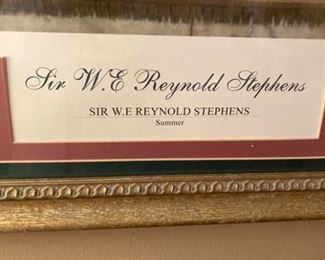 Sir W.E Reynold Stephens
SIR W.E REYNOLD STEPHENS
Summer